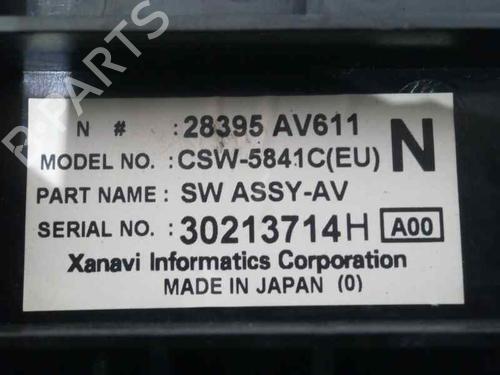 N # : 28395 AV611
N
MODEL NO. : CSW-5841C(EU)
PART NAME : SW ASSY-AV
SERIAL NO. : 30213714H A00
Xanavi Informatics Corporation
MADE IN JAPAN (0)
B-PARTS